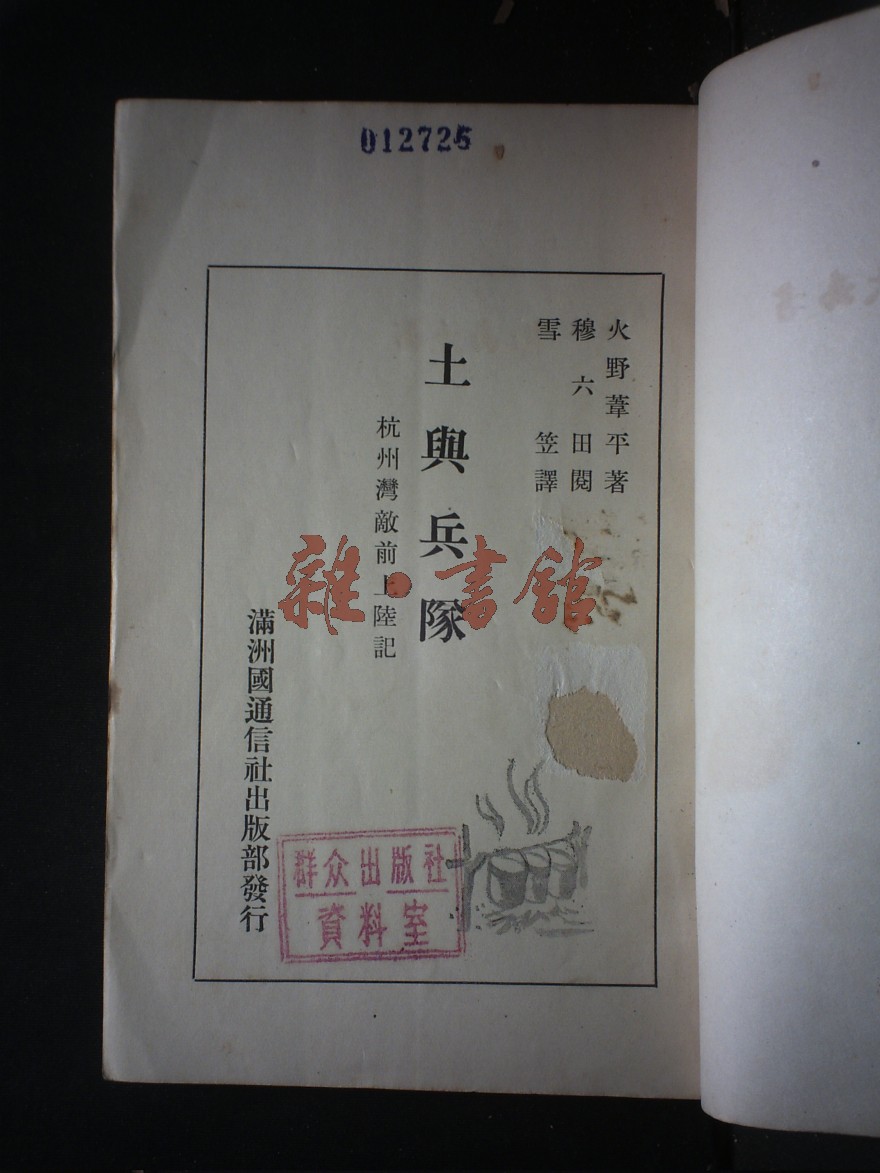 012725
火野葦平著
穆六田閱
雪笠譯
土與兵隊
杭州灣敵前上陸記
滿洲國通信社出版部發行
雜·書館
群众出版社
資料室